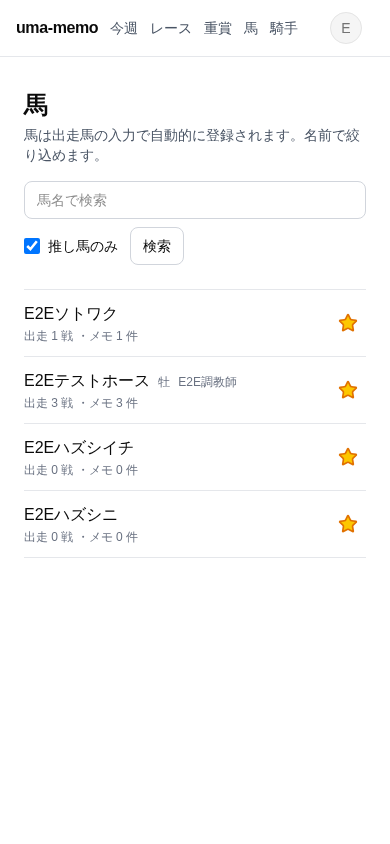 uma-memo 今週 レース 重賞 馬 騎手 E
馬
馬は出走馬の入力で自動的に登録されます。名前で絞
り込めます。
馬名で検索
推し馬のみ 検索
E2Eソトワク
出走 1 戦 ・メモ 1 件
E2Eテストホース 牡 E2E調教師
出走 3 戦 ・メモ 3 件
E2Eハズシイチ
出走 0 戦 ・メモ 0 件
E2Eハズシニ
出走 0 戦 ・メモ 0 件